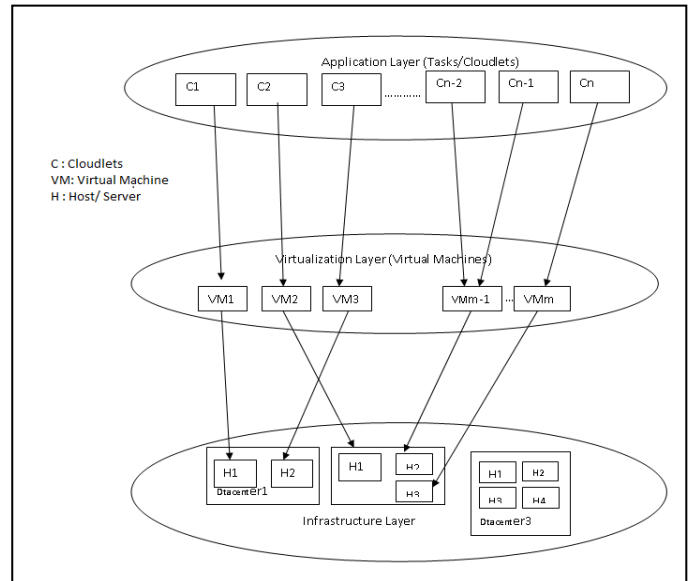 Application Layer (Tasks/Cloudlets)
C1 C2 C3 ............ Cn-2 Cn-1 Cn
C : Cloudlets
VM: Virtual Machine
H : Host/ Server
Virtualization Layer (Virtual Machines)
VM1 VM2 VM3 VMm-1 ... VMm
H1 H2 H1 H2 H1 H2
H3 H3 H4
Dtacenter1 Dtacenter3
Infrastructure Layer